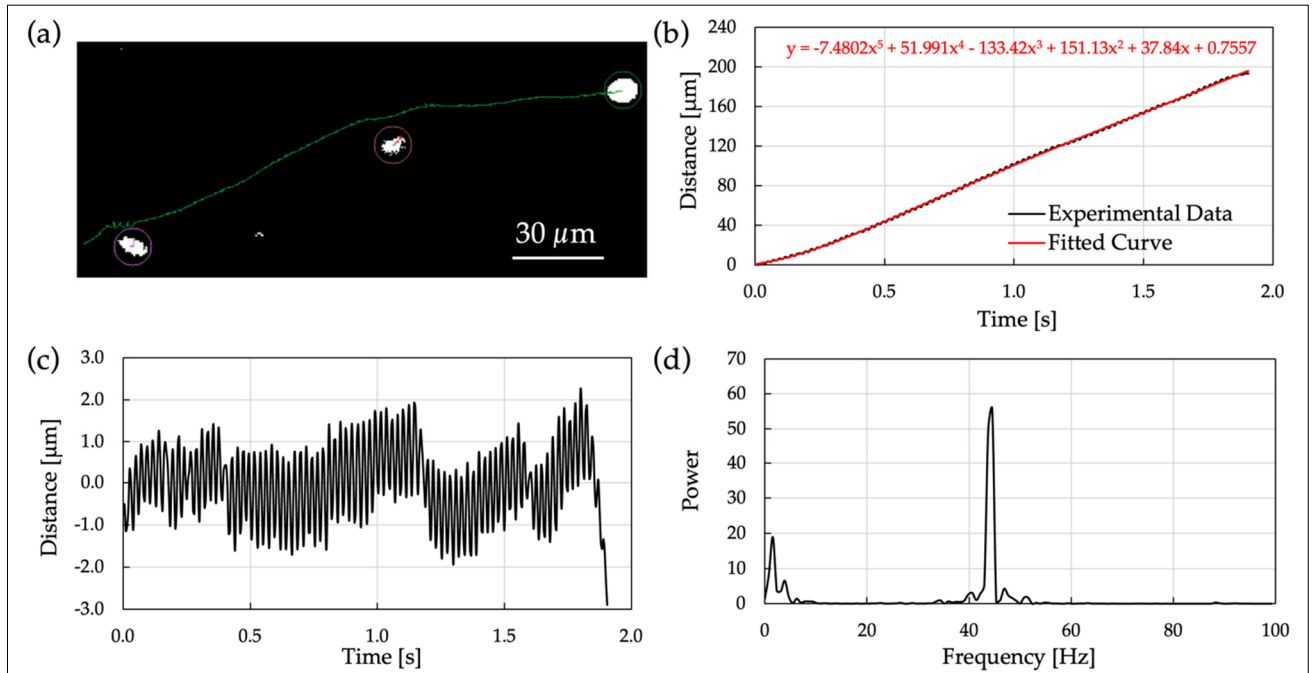 (a)
30 µm
(b)
y = -7.4802x⁵ + 51.991x⁴ - 133.42x³ + 151.13x² + 37.84x + 0.7557
Distance [µm]
240
200
160
120
80
40
0
Experimental Data
Fitted Curve
0.0 0.5 1.0 1.5 2.0
Time [s]
(c)
Distance [µm]
3.0
2.0
1.0
0.0
-1.0
-2.0
-3.0
0.0 0.5 1.0 1.5 2.0
Time [s]
(d)
Power
70
60
50
40
30
20
10
0
0 20 40 60 80 100
Frequency [Hz]